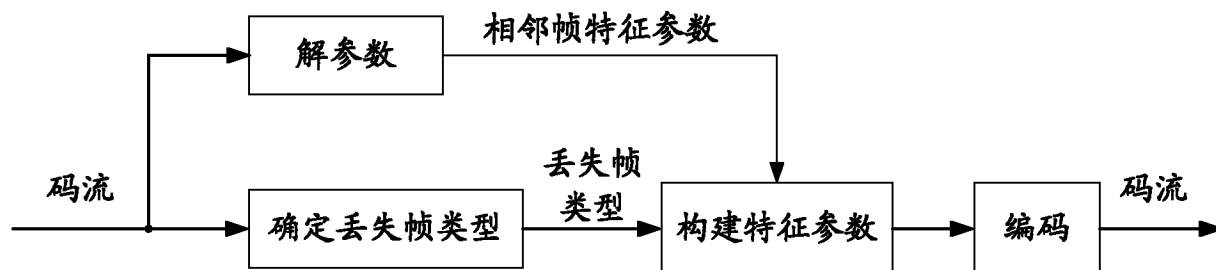 相邻帧特征参数
解参数
丢失帧
类型
码流
码流
确定丢失帧类型
构建特征参数
编码